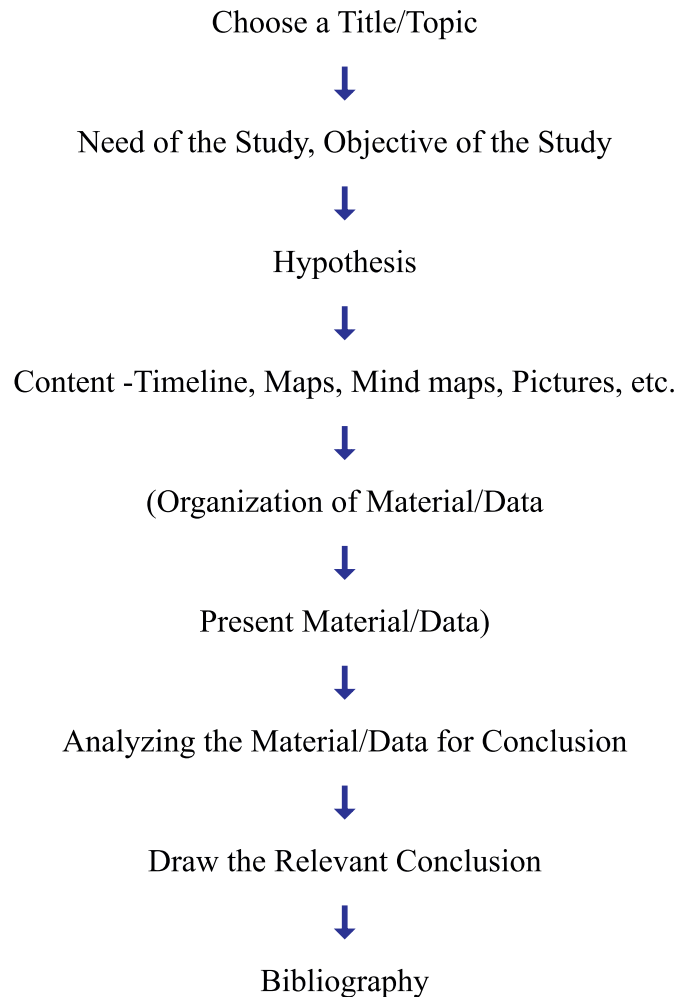 Choose a Title/Topic
Need of the Study, Objective of the Study
Hypothesis
Content -Timeline, Maps, Mind maps, Pictures, etc.
(Organization of Material/Data
Present Material/Data)
Analyzing the Material/Data for Conclusion
Draw the Relevant Conclusion
Bibliography